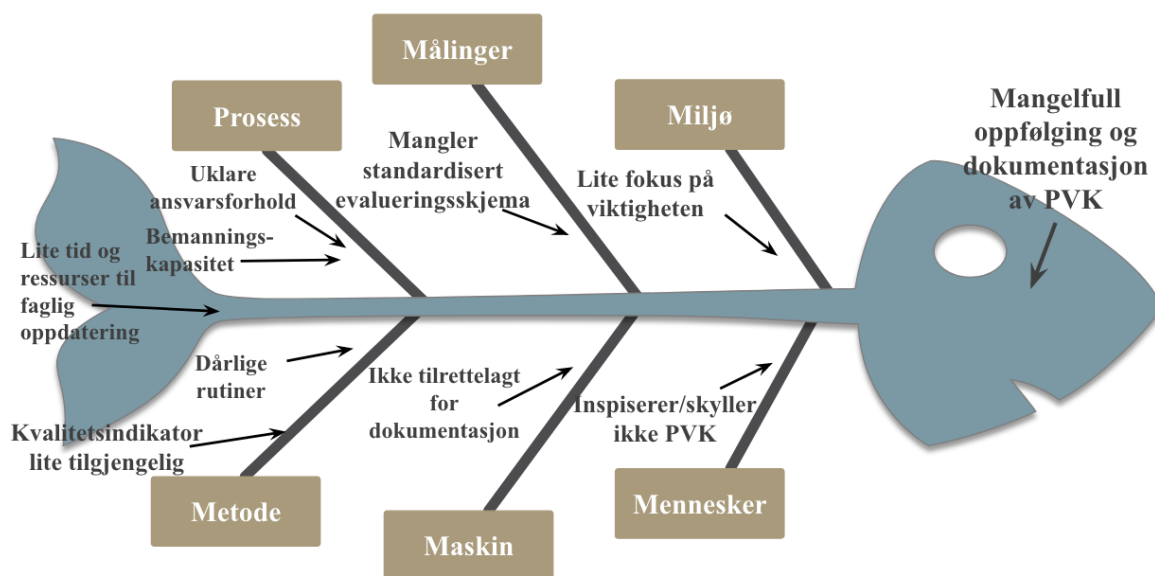 Målinger
Prosess
Miljø
Mangelfull
oppfølging og
dokumentasjon
av PVK
Mangler
standardisert
evalueringsskjema
Uklare
ansvarsforhold
Lite fokus på
viktigheten
Bemannings-
kapasitet
Lite tid og
ressurser til
faglig
oppdatering
Dårlige
rutiner
Ikke tilrettelagt
for
dokumentasjon
Inspiserer/skyller
ikke PVK
Kvalitetsindikator
lite tilgjengelig
Metode
Maskin
Mennesker